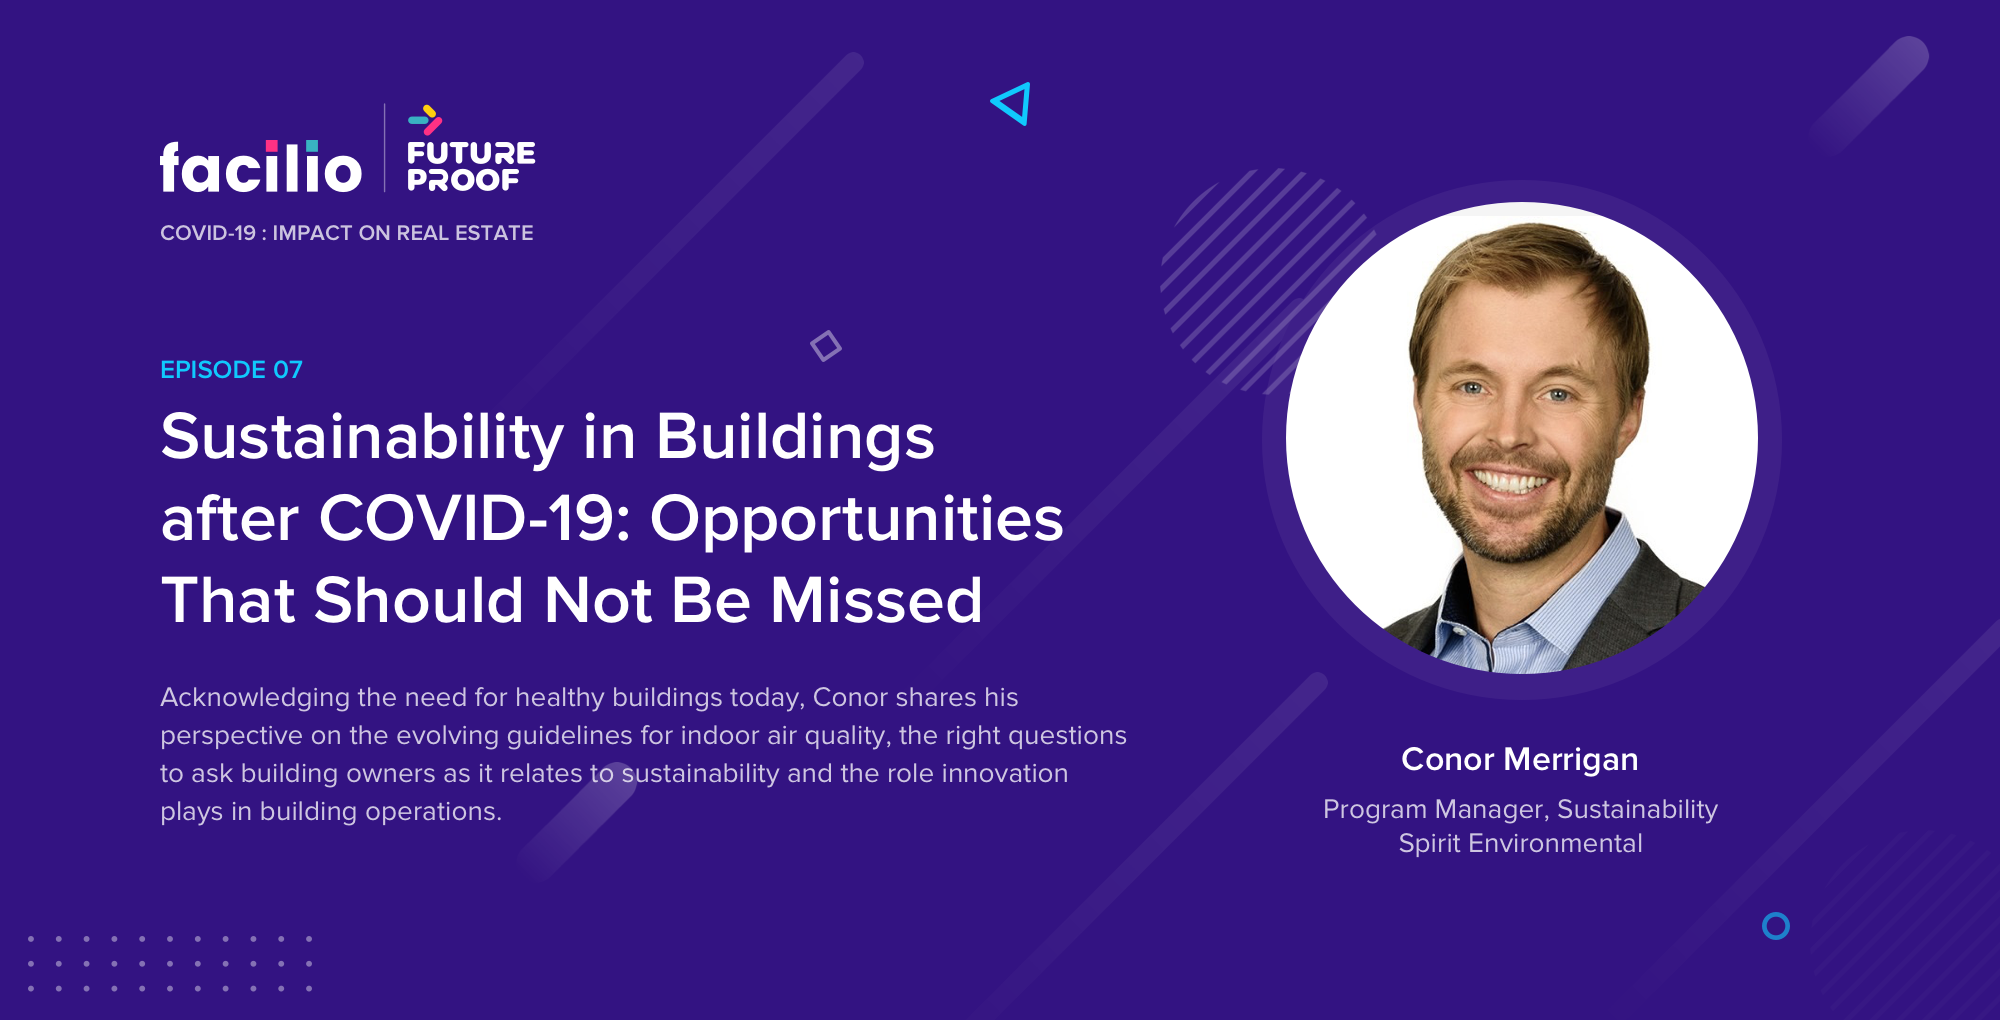 facilio
FUTURE
PROOF
COVID-19 : IMPACT ON REAL ESTATE
EPISODE 07
Sustainability in Buildings
after COVID-19: Opportunities
That Should Not Be Missed
Acknowledging the need for healthy buildings today, Conor shares his
perspective on the evolving guidelines for indoor air quality, the right questions
to ask building owners as it relates to sustainability and the role innovation
plays in building operations.
Conor Merrigan
Program Manager, Sustainability
Spirit Environmental